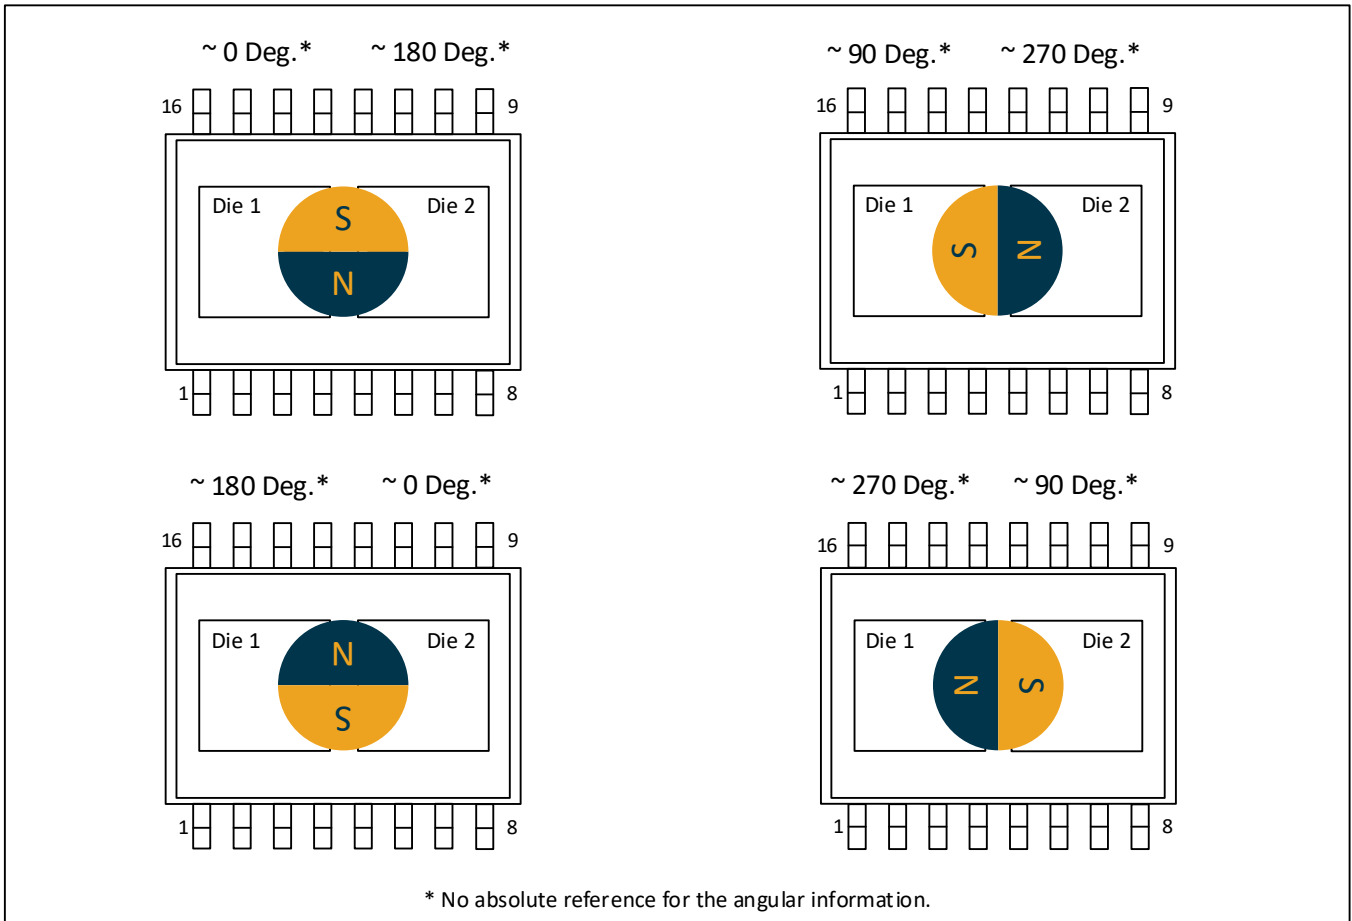 ~ 0 Deg.* ~ 180 Deg.*
16 9
Die 1 S Die 2
N
1 8
~ 90 Deg.* ~ 270 Deg.*
16 9
Die 1 Die 2
S N
1 8
~ 180 Deg.* ~ 0 Deg.*
16 9
Die 1 N Die 2
S
1 8
~ 270 Deg.* ~ 90 Deg.*
16 9
Die 1 Die 2
N S
1 8
* No absolute reference for the angular information.